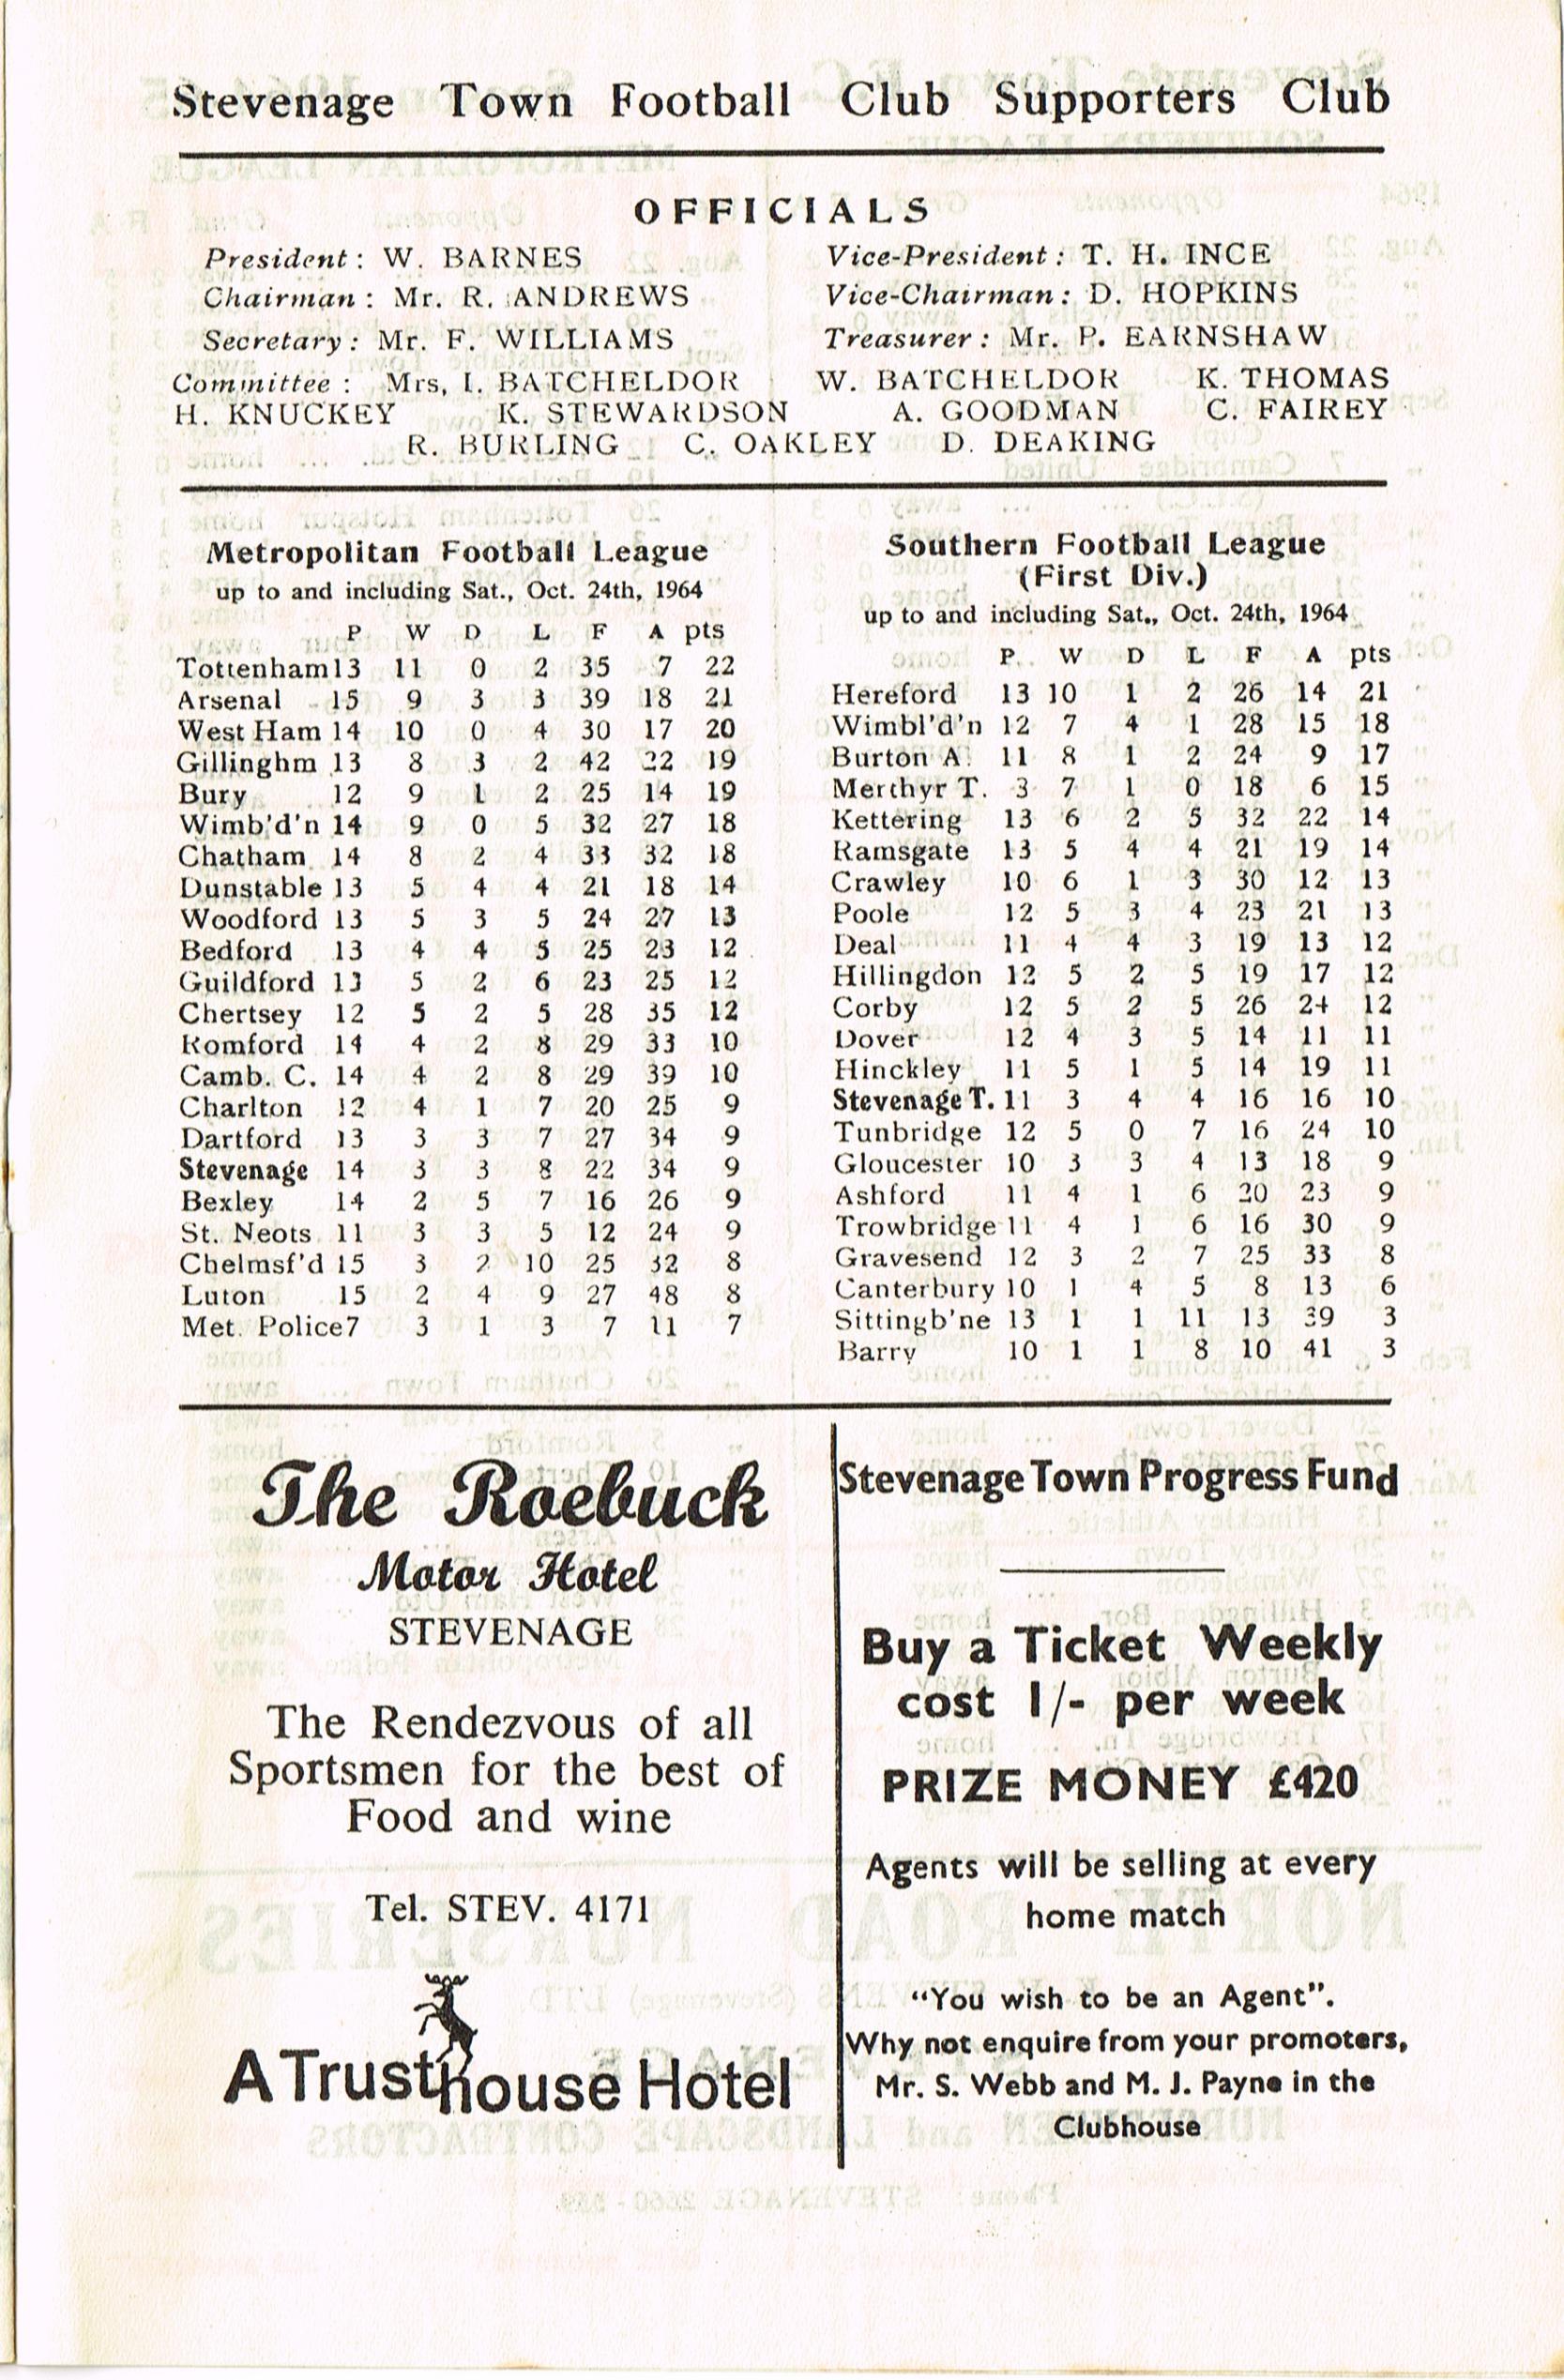 Stevenage Town Football Club Supporters Club
OFFICIALS
President : W. BARNES Vice-President : T. H. INCE
Chairman : Mr. R. ANDREWS Vice-Chairman : D. HOPKINS
Secretary : Mr. F. WILLIAMS Treasurer : Mr. P. EARNSHAW
Committee : Mrs, I. BATCHELDOR W. BATCHELDOR K. THOMAS
H. KNUCKEY K. STEWARDSON A. GOODMAN C. FAIREY
R. BURLING C. OAKLEY D. DEAKING
Metropolitan Football League
up to and including Sat., Oct. 24th, 1964
P W D L F A pts
Tottenham 13 11 0 2 35 7 22
Arsenal 15 9 3 3 39 18 21
West Ham 14 10 0 4 30 17 20
Gillinghm 13 8 3 2 42 22 19
Bury 12 9 1 2 25 14 19
Wimb'd'n 14 9 0 5 32 27 18
Chatham 14 8 2 4 33 32 18
Dunstable 13 5 4 4 21 18 14
Woodford 13 5 3 5 24 27 13
Bedford 13 4 4 5 25 23 12
Guildford 13 5 2 6 23 25 12
Chertsey 12 5 2 5 28 35 12
Romford 14 4 2 8 29 33 10
Camb. C. 14 4 2 8 29 39 10
Charlton 12 4 1 7 20 25 9
Dartford 13 3 3 7 27 34 9
Stevenage 14 3 3 8 22 34 9
Bexley 14 2 5 7 16 26 9
St. Neots 11 3 3 5 12 24 9
Chelmsf'd 15 3 2 10 25 32 8
Luton 15 2 4 9 27 48 8
Met. Police 7 3 1 3 7 11 7
Southern Football League
(First Div.)
up to and including Sat., Oct. 24th, 1964
P. W D L F A pts
Hereford 13 10 1 2 26 14 21
Wimbl'd'n 12 7 4 1 28 15 18
Burton A. 11 8 1 2 24 9 17
Merthyr T. 3 7 1 0 18 6 15
Kettering 13 6 2 5 32 22 14
Ramsgate 13 5 4 4 21 19 14
Crawley 10 6 1 3 30 12 13
Poole 12 5 3 4 23 21 13
Deal 11 4 4 3 19 13 12
Hillingdon 12 5 2 5 19 17 12
Corby 12 5 2 5 26 24 12
Dover 12 4 3 5 14 11 11
Hinckley 11 5 1 5 14 19 11
Stevenage T. 11 3 4 4 16 16 10
Tunbridge 12 5 0 7 16 24 10
Gloucester 10 3 3 4 13 18 9
Ashford 11 4 1 6 20 23 9
Trowbridge 11 4 1 6 16 30 9
Gravesend 12 3 2 7 25 33 8
Canterbury 10 1 4 5 8 13 6
Sittingb'ne 13 1 1 11 13 39 3
Barry 10 1 1 8 10 41 3
The Roebuck
Motor Hotel
STEVENAGE
The Rendezvous of all
Sportsmen for the best of
Food and wine
Tel. STEV. 4171
A Trusthouse Hotel
Stevenage Town Progress Fund
Buy a Ticket Weekly
cost 1/- per week
PRIZE MONEY £420
Agents will be selling at every
home match
“You wish to be an Agent”.
Why not enquire from your promoters,
Mr. S. Webb and M. J. Payne in the
Clubhouse